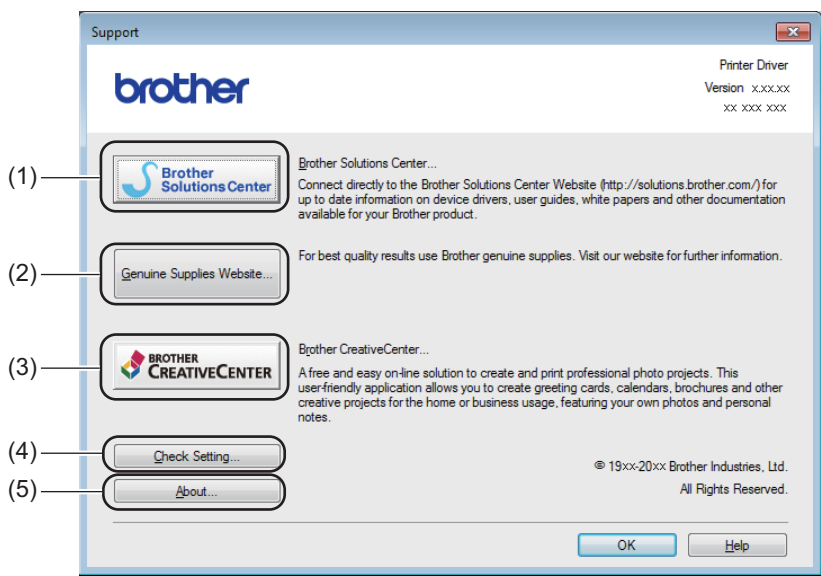 Support
brother
Printer Driver
Version x.xx.xx
xx xxx xxx
(1)
Brother
Solutions Center
Brother Solutions Center...
Connect directly to the Brother Solutions Center Website (http://solutions.brother.com/) for
up to date information on device drivers, user guides, white papers and other documentation
available for your Brother product.
(2)
Genuine Supplies Website...
For best quality results use Brother genuine supplies. Visit our website for further information.
(3)
BROTHER
CREATIVECENTER
Brother CreativeCenter...
A free and easy on-line solution to create and print professional photo projects. This
user-friendly application allows you to create greeting cards, calendars, brochures and other
creative projects for the home or business usage, featuring your own photos and personal
notes.
(4)
Check Setting...
(5)
About...
© 19xx-20xx Brother Industries, Ltd.
All Rights Reserved.
OK
Help